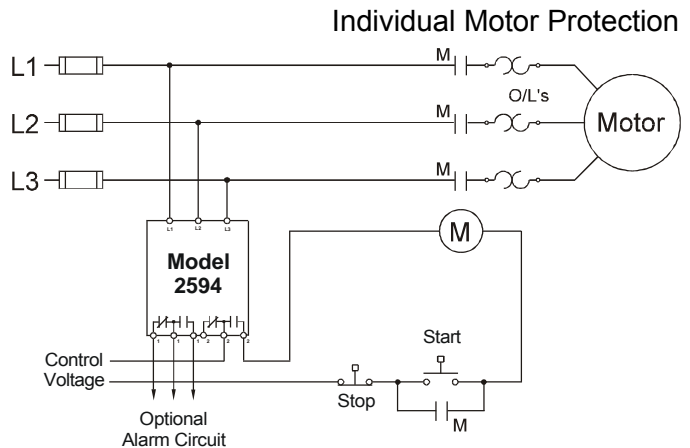 Individual Motor Protection
L1
M
O/L's
L2
M
Motor
L3
M
L1 L2 L3
Model
2594
M
1 1 1 2 2 2
Control
Voltage
Start
Stop
M
Optional
Alarm Circuit